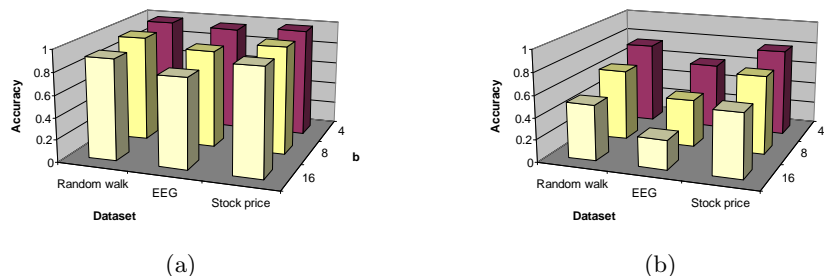 1
0.8
0.6
0.4
0.2
0
Accuracy
Random walk
EEG
Stock price
Dataset
4
8
16
b
(a)
1
0.8
0.6
0.4
0.2
0
Accuracy
Random walk
EEG
Stock price
Dataset
4
8
16
(b)